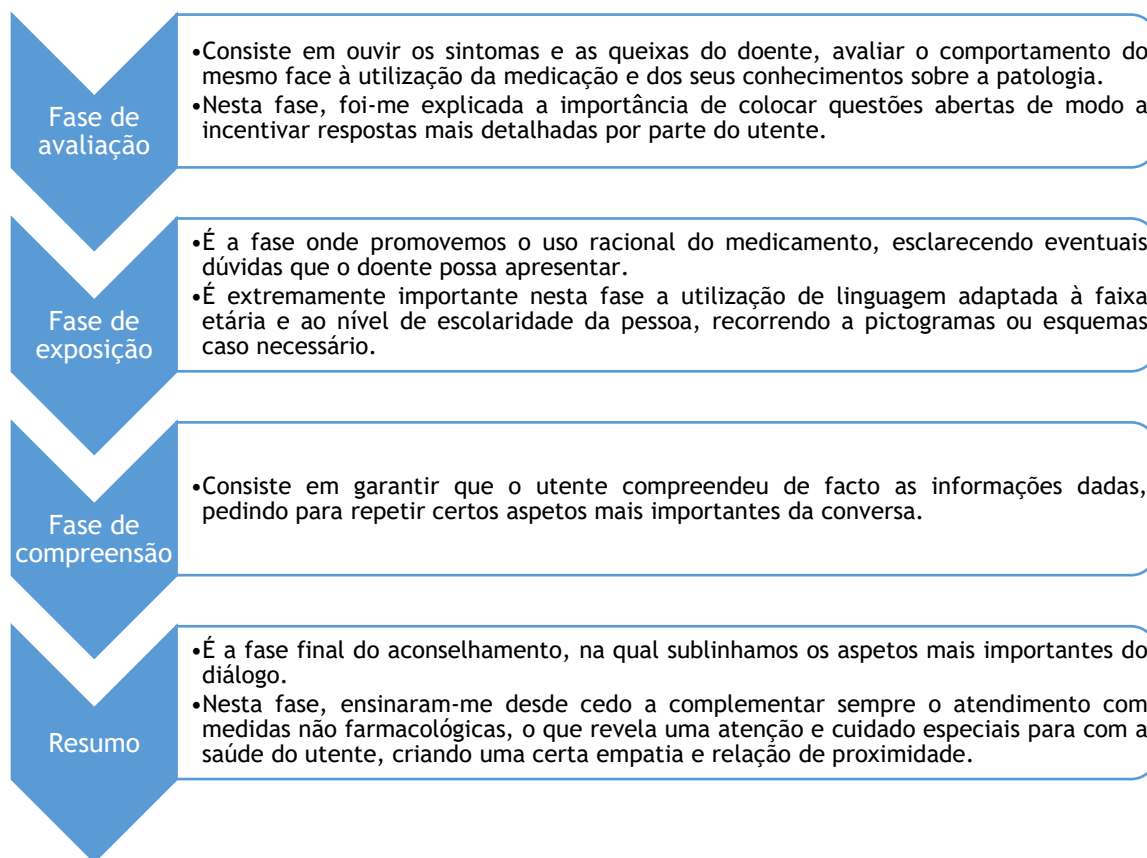 Fase de
avaliação
•Consiste em ouvir os sintomas e as queixas do doente, avaliar o comportamento do
mesmo face à utilização da medicação e dos seus conhecimentos sobre a patologia.
•Nesta fase, foi-me explicada a importância de colocar questões abertas de modo a
incentivar respostas mais detalhadas por parte do utente.
Fase de
exposição
•É a fase onde promovemos o uso racional do medicamento, esclarecendo eventuais
dúvidas que o doente possa apresentar.
•É extremamente importante nesta fase a utilização de linguagem adaptada à faixa
etária e ao nível de escolaridade da pessoa, recorrendo a pictogramas ou esquemas
caso necessário.
Fase de
compreensão
•Consiste em garantir que o utente compreendeu de facto as informações dadas,
pedindo para repetir certos aspetos mais importantes da conversa.
Resumo
•É a fase final do aconselhamento, na qual sublinhamos os aspetos mais importantes do
diálogo.
•Nesta fase, ensinaram-me desde cedo a complementar sempre o atendimento com
medidas não farmacológicas, o que revela uma atenção e cuidado especiais para com a
saúde do utente, criando uma certa empatia e relação de proximidade.